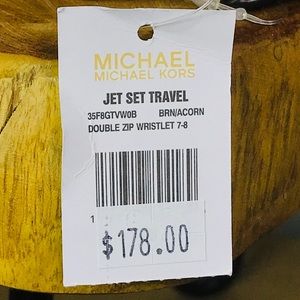 MICHAEL
MICHAEL KORS
JET SET TRAVEL
35F8GTVW0B BRN/ACORN
DOUBLE ZIP WRISTLET 7-8
1
$178.00